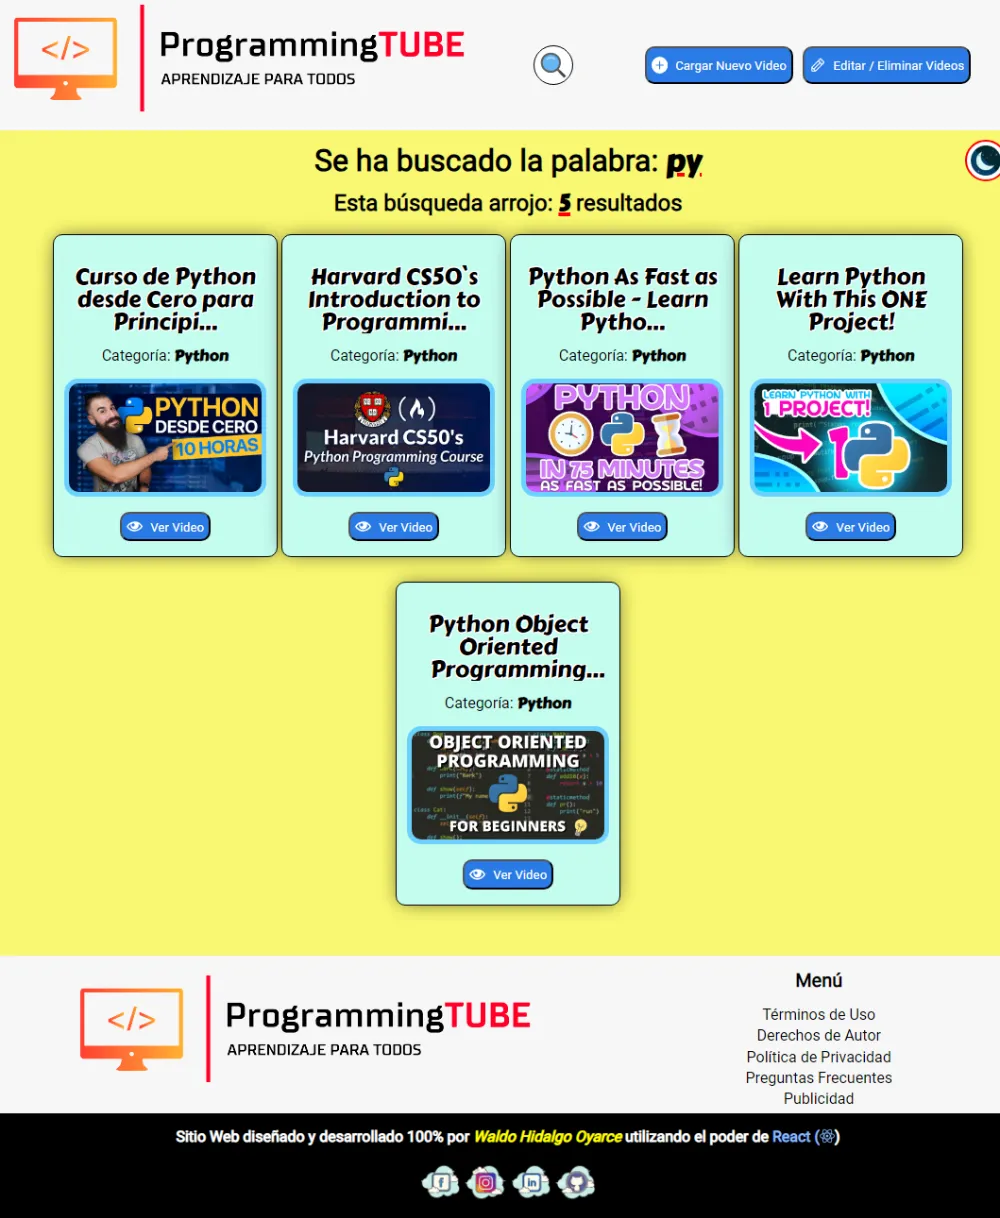 </>
ProgrammingTUBE
APRENDIZAJE PARA TODOS
Cargar Nuevo Video
Editar / Eliminar Videos
Se ha buscado la palabra: py
Esta búsqueda arrojo: 5 resultados
Curso de Python
desde Cero para
Principi...
Categoría: Python
PYTHON
DESDE CERO
10 HORAS
Ver Video
Harvard CS50`s
Introduction to
Programmi...
Categoría: Python
Harvard CS50's
Python Programming Course
Ver Video
Python As Fast as
Possible - Learn
Pytho...
Categoría: Python
PYTHON
IN 75 MINUTES
AS FAST AS POSSIBLE!
Ver Video
Learn Python
With This ONE
Project!
Categoría: Python
LEARN PYTHON WITH
1 PROJECT!
1
Ver Video
Python Object
Oriented
Programming...
Categoría: Python
OBJECT ORIENTED
PROGRAMMING
FOR BEGINNERS
Ver Video
</>
ProgrammingTUBE
APRENDIZAJE PARA TODOS
Menú
Términos de Uso
Derechos de Autor
Política de Privacidad
Preguntas Frecuentes
Publicidad
Sitio Web diseñado y desarrollado 100% por Waldo Hidalgo Oyarce utilizando el poder de React ()